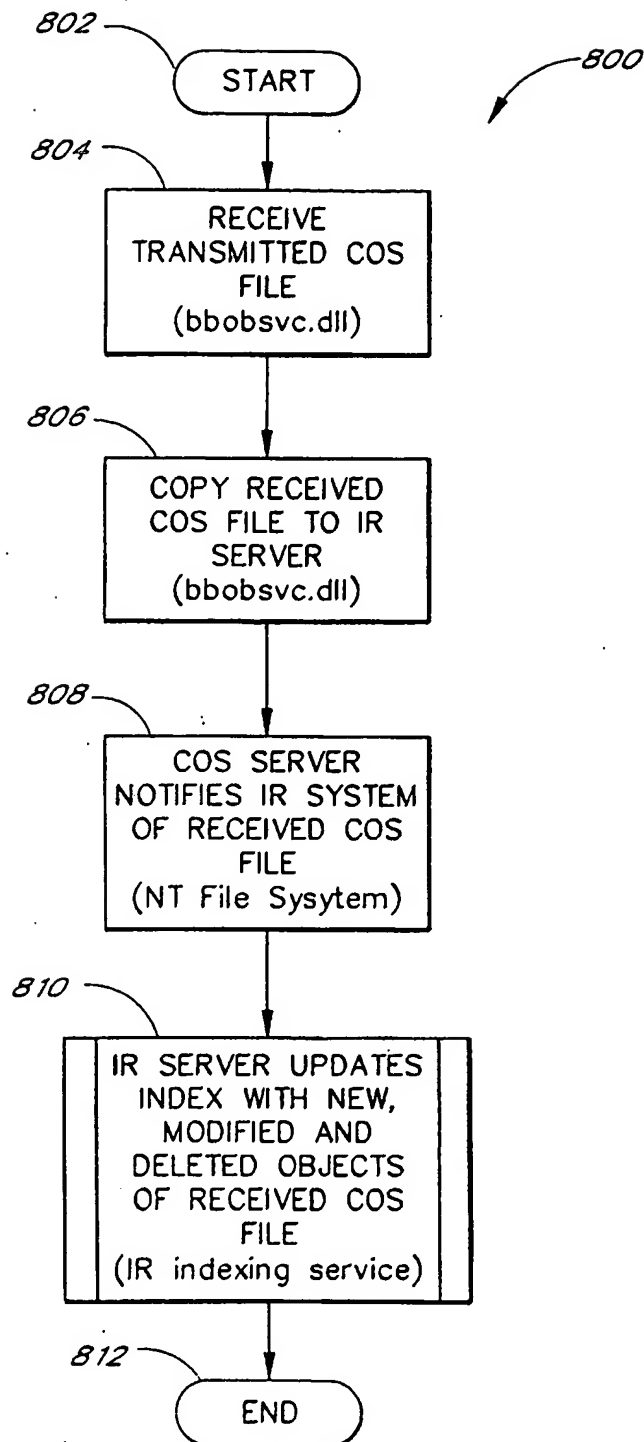 802
START
800
804
RECEIVE
TRANSMITTED COS
FILE
(bbobsvc.dll)
806
COPY RECEIVED
COS FILE TO IR
SERVER
(bbobsvc.dll)
808
COS SERVER
NOTIFIES IR SYSTEM
OF RECEIVED COS
FILE
(NT File Sysytem)
810
IR SERVER UPDATES
INDEX WITH NEW,
MODIFIED AND
DELETED OBJECTS
OF RECEIVED COS
FILE
(IR indexing service)
812
END